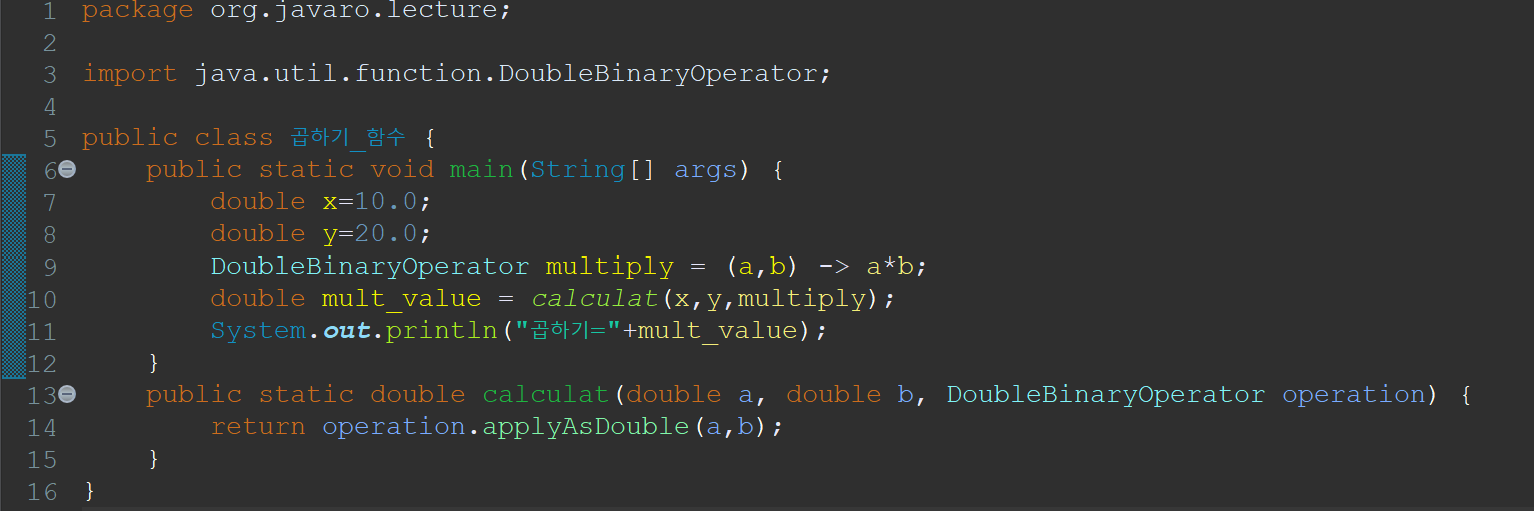 1 package org.javaro.lecture;
2
3 import java.util.function.DoubleBinaryOperator;
4
5 public class 곱하기_함수 {
6 public static void main(String[] args) {
7 double x=10.0;
8 double y=20.0;
9 DoubleBinaryOperator multiply = (a,b) -> a*b;
10 double mult_value = calculat(x,y,multiply);
11 System.out.println("곱하기="+mult_value);
12 }
13 public static double calculat(double a, double b, DoubleBinaryOperator operation) {
14 return operation.applyAsDouble(a,b);
15 }
16 }